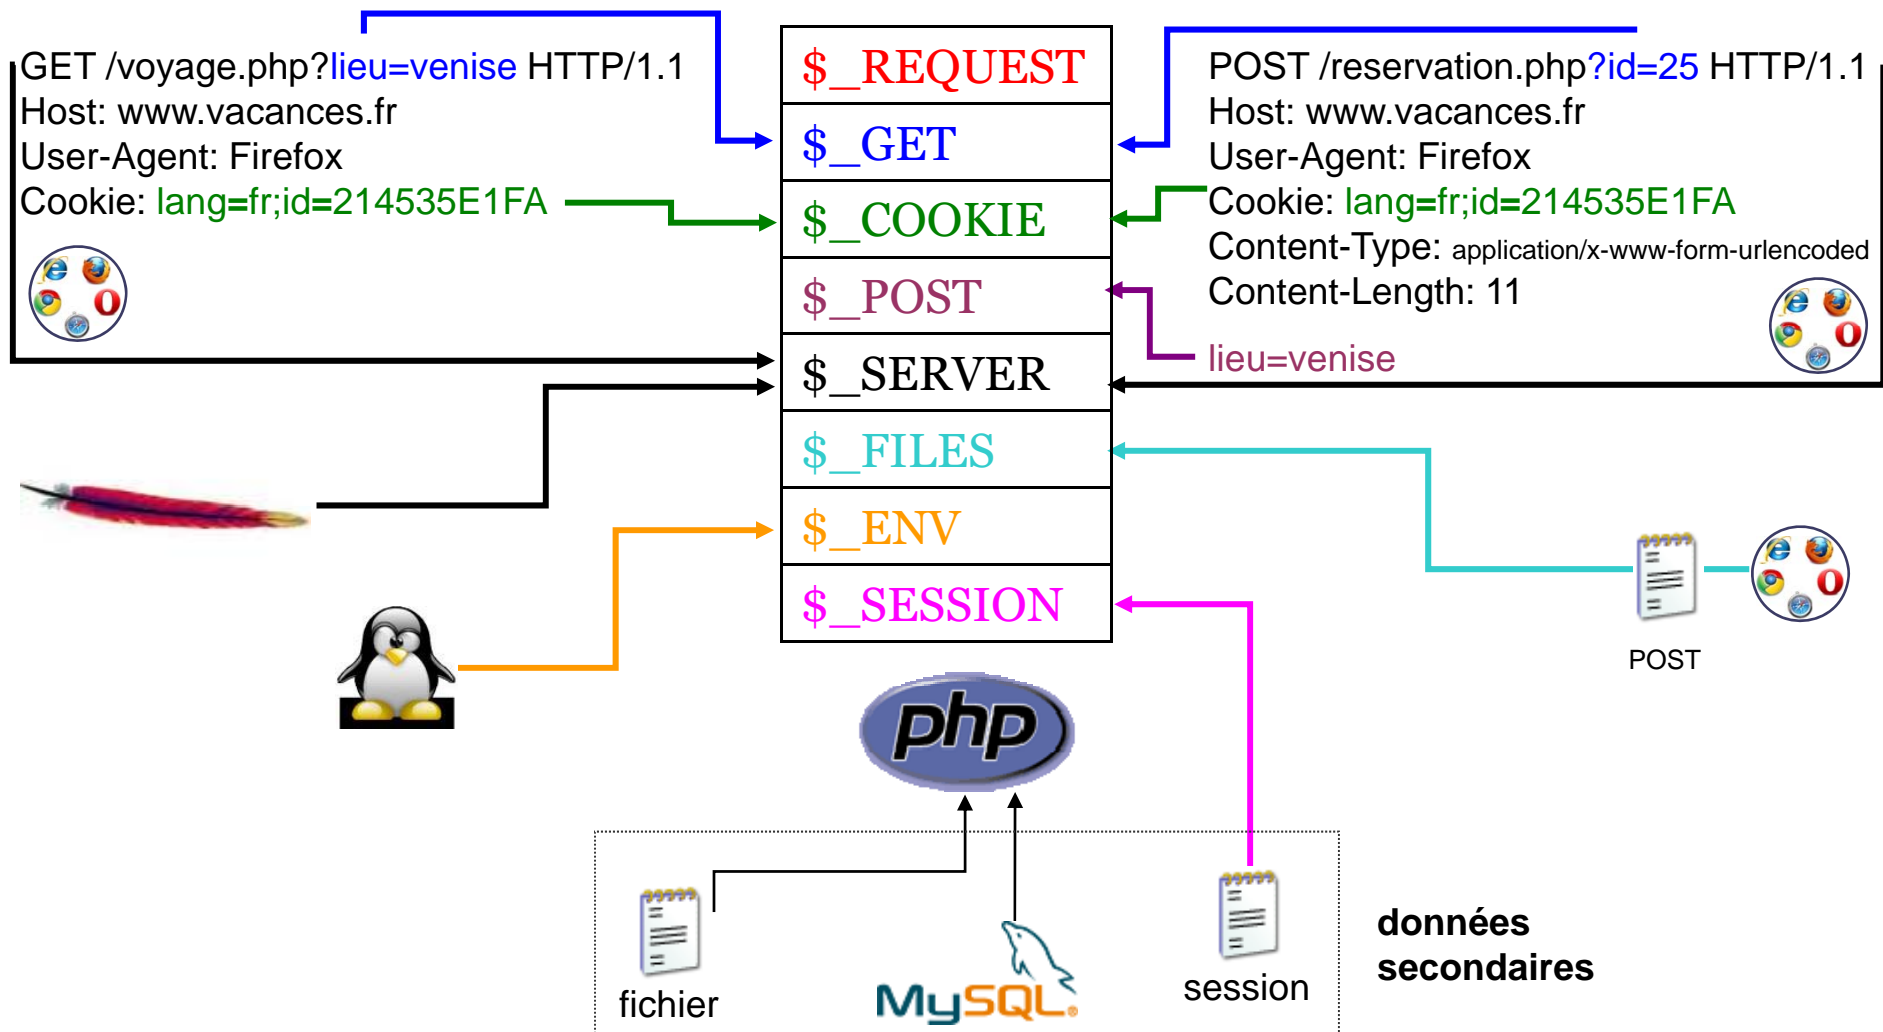 GET /voyage.php?lieu=venise HTTP/1.1
Host: www.vacances.fr
User-Agent: Firefox
Cookie: lang=fr;id=214535E1FA
$_REQUEST
$_GET
$_COOKIE
$_POST
$_SERVER
$_FILES
$_ENV
$_SESSION
POST /reservation.php?id=25 HTTP/1.1
Host: www.vacances.fr
User-Agent: Firefox
Cookie: lang=fr;id=214535E1FA
Content-Type: application/x-www-form-urlencoded
Content-Length: 11
lieu=venise
POST
php
fichier
MySQL®
session
données
secondaires